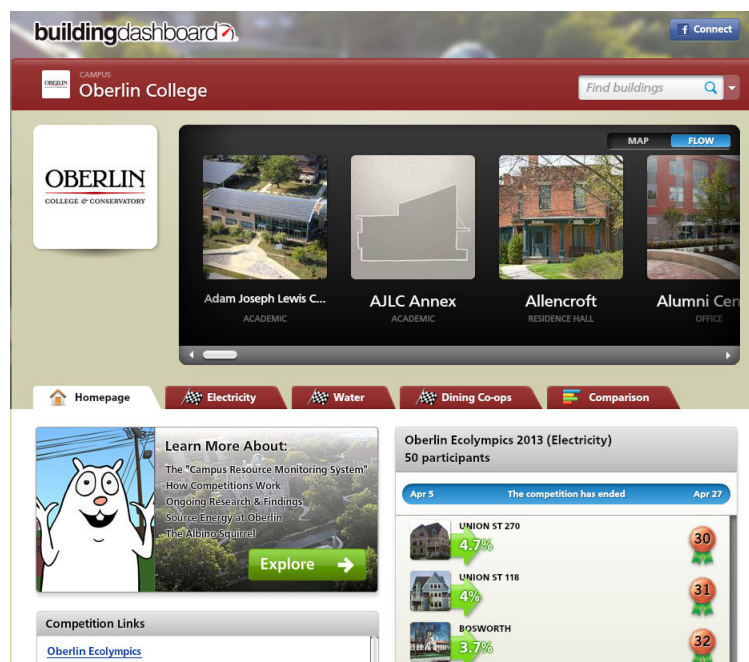 buildingdashboard
f Connect
CAMPUS
OBERLIN
Oberlin College
Find buildings
OBERLIN
COLLEGE & CONSERVATORY
MAP
FLOW
Adam Joseph Lewis C...
ACADEMIC
AJLC Annex
ACADEMIC
Allencroft
RESIDENCE HALL
Alumni Cen
OFFICE
Homepage
Electricity
Water
Dining Co-ops
Comparison
Learn More About:
The "Campus Resource Monitoring System"
How Competitions Work
Ongoing Research & Findings
Source Energy at Oberlin
The Albino Squirrel
Explore
Competition Links
Oberlin Ecolympics
Oberlin Ecolympics 2013 (Electricity)
50 participants
Apr 5
The competition has ended
Apr 27
UNION ST 270
4.7%
30
UNION ST 118
4%
31
BOSWORTH
3.7%
32